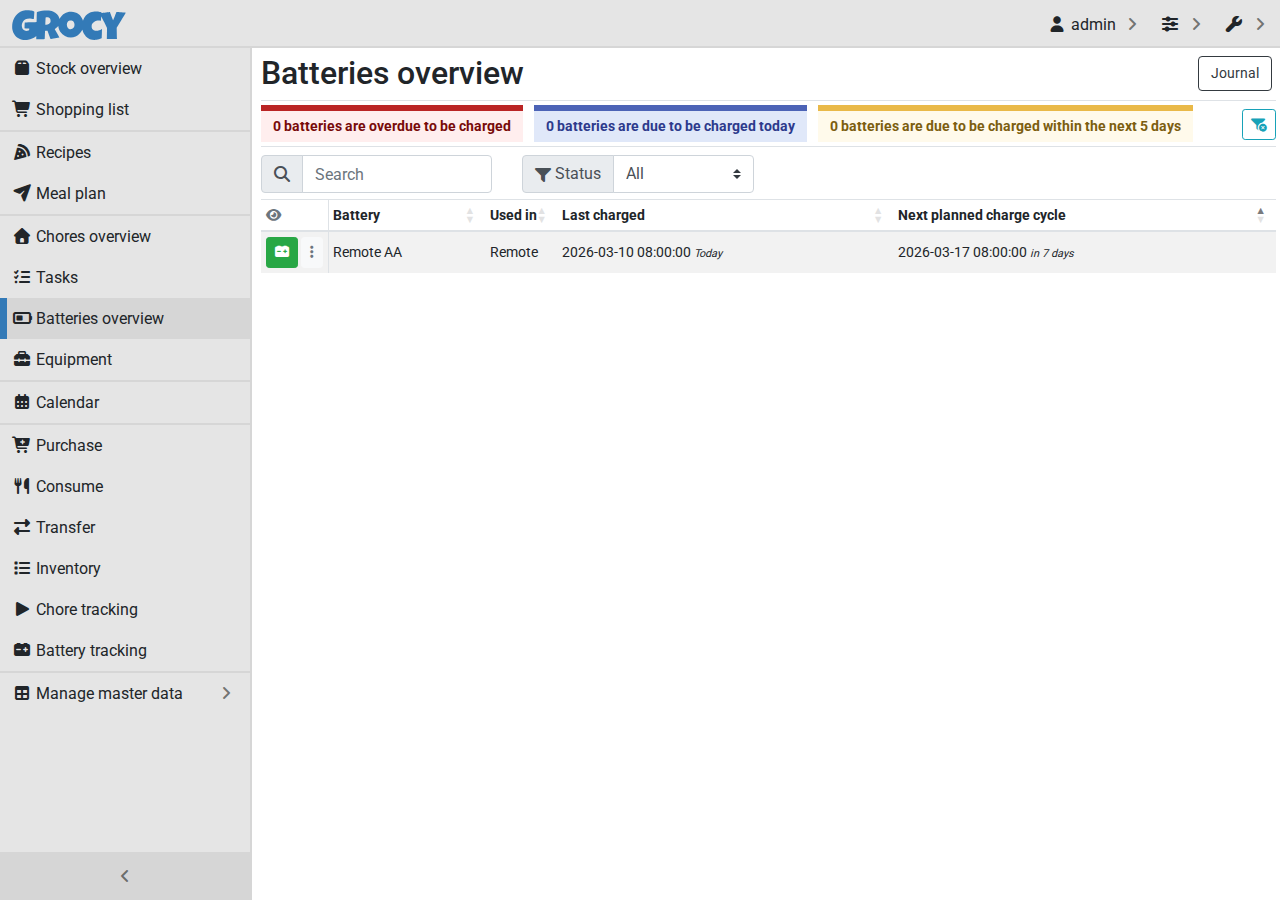 GROCY
admin
Stock overview
Shopping list
Recipes
Meal plan
Chores overview
Tasks
Batteries overview
Equipment
Calendar
Purchase
Consume
Transfer
Inventory
Chore tracking
Battery tracking
Manage master data
Batteries overview
Journal
0 batteries are overdue to be charged
0 batteries are due to be charged today
0 batteries are due to be charged within the next 5 days
Search
Status
All
Battery Used in Last charged Next planned charge cycle
Remote AA Remote 2026-03-10 08:00:00 Today 2026-03-17 08:00:00 in 7 days